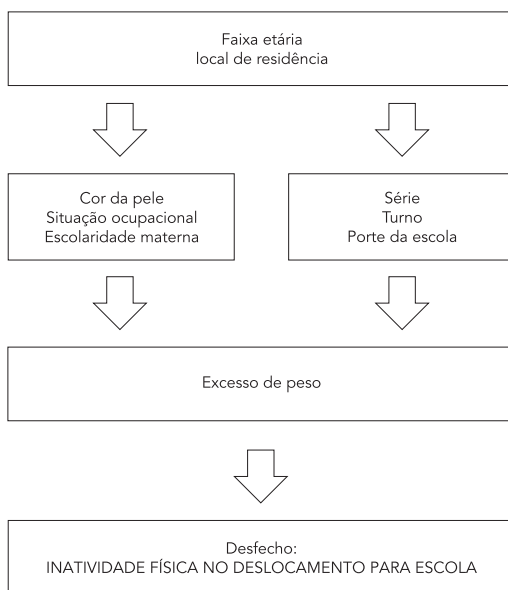 Faixa etária
local de residência
Cor da pele
Situação ocupacional
Escolaridade materna
Série
Turno
Porte da escola
Excesso de peso
Desfecho:
INATIVIDADE FÍSICA NO DESLOCAMENTO PARA ESCOLA